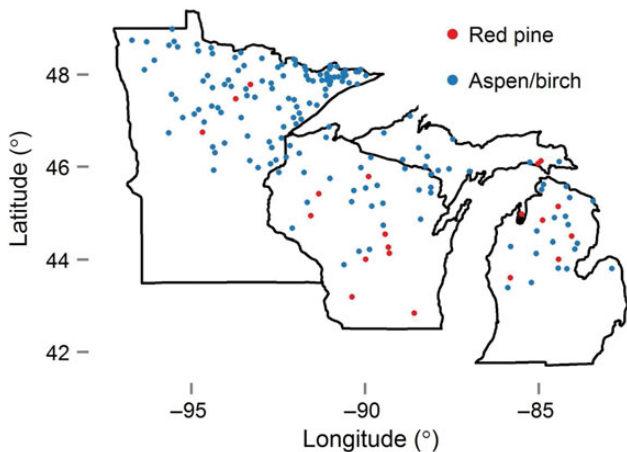 Red pine
Aspen/birch
48
46
44
42
Latitude (°)
–95
–90
–85
Longitude (°)